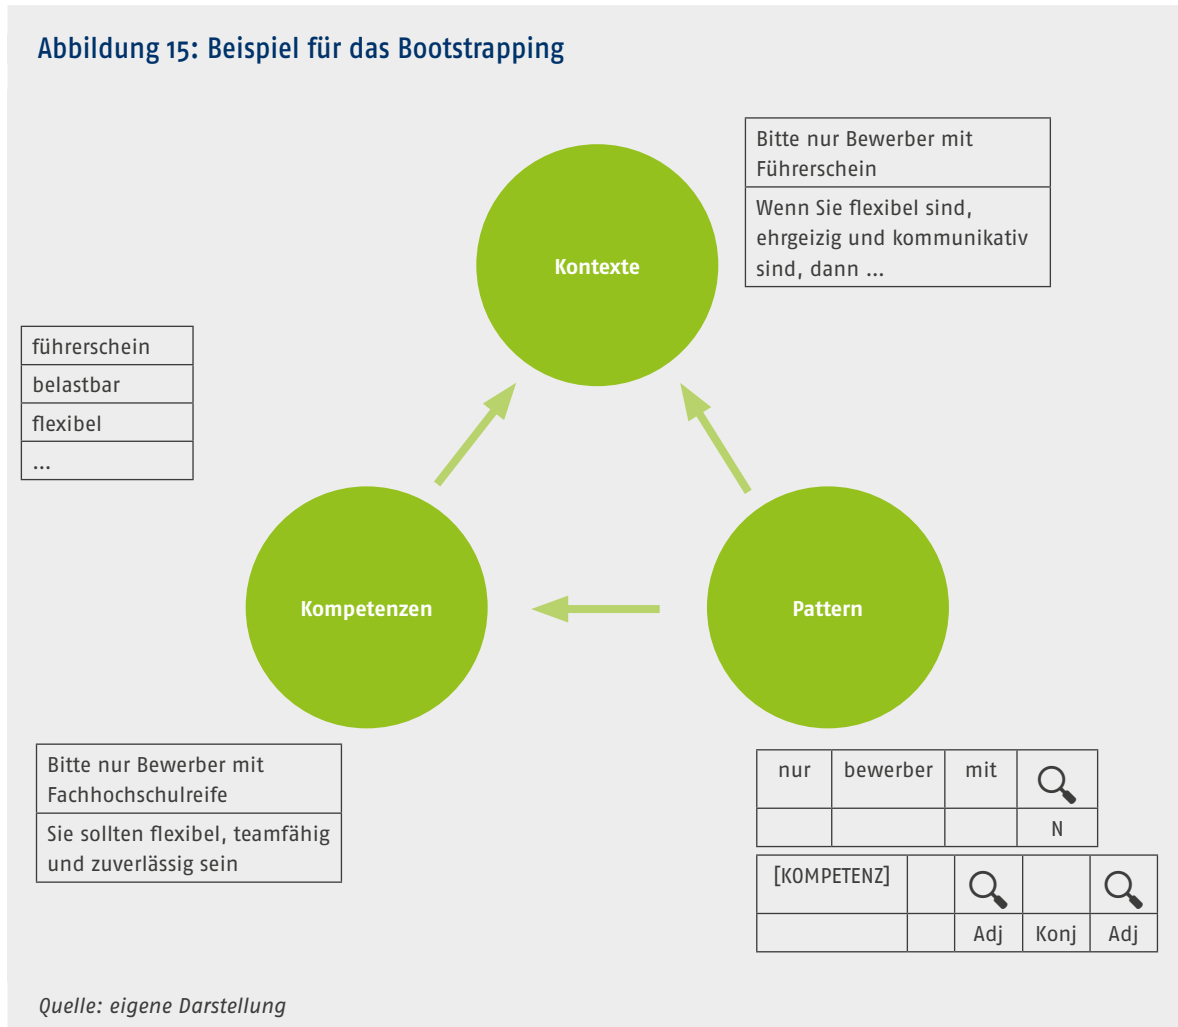 Abbildung 15: Beispiel für das Bootstrapping
Bitte nur Bewerber mit
Führerschein
Wenn Sie flexibel sind,
ehrgeizig und kommunikativ
sind, dann ...
Kontexte
führerschein
belastbar
flexibel
...
Kompetenzen
Pattern
Bitte nur Bewerber mit
Fachhochschulreife
Sie sollten flexibel, teamfähig
und zuverlässig sein
nur bewerber mit
N
[KOMPETENZ]
Adj Konj Adj
Quelle: eigene Darstellung